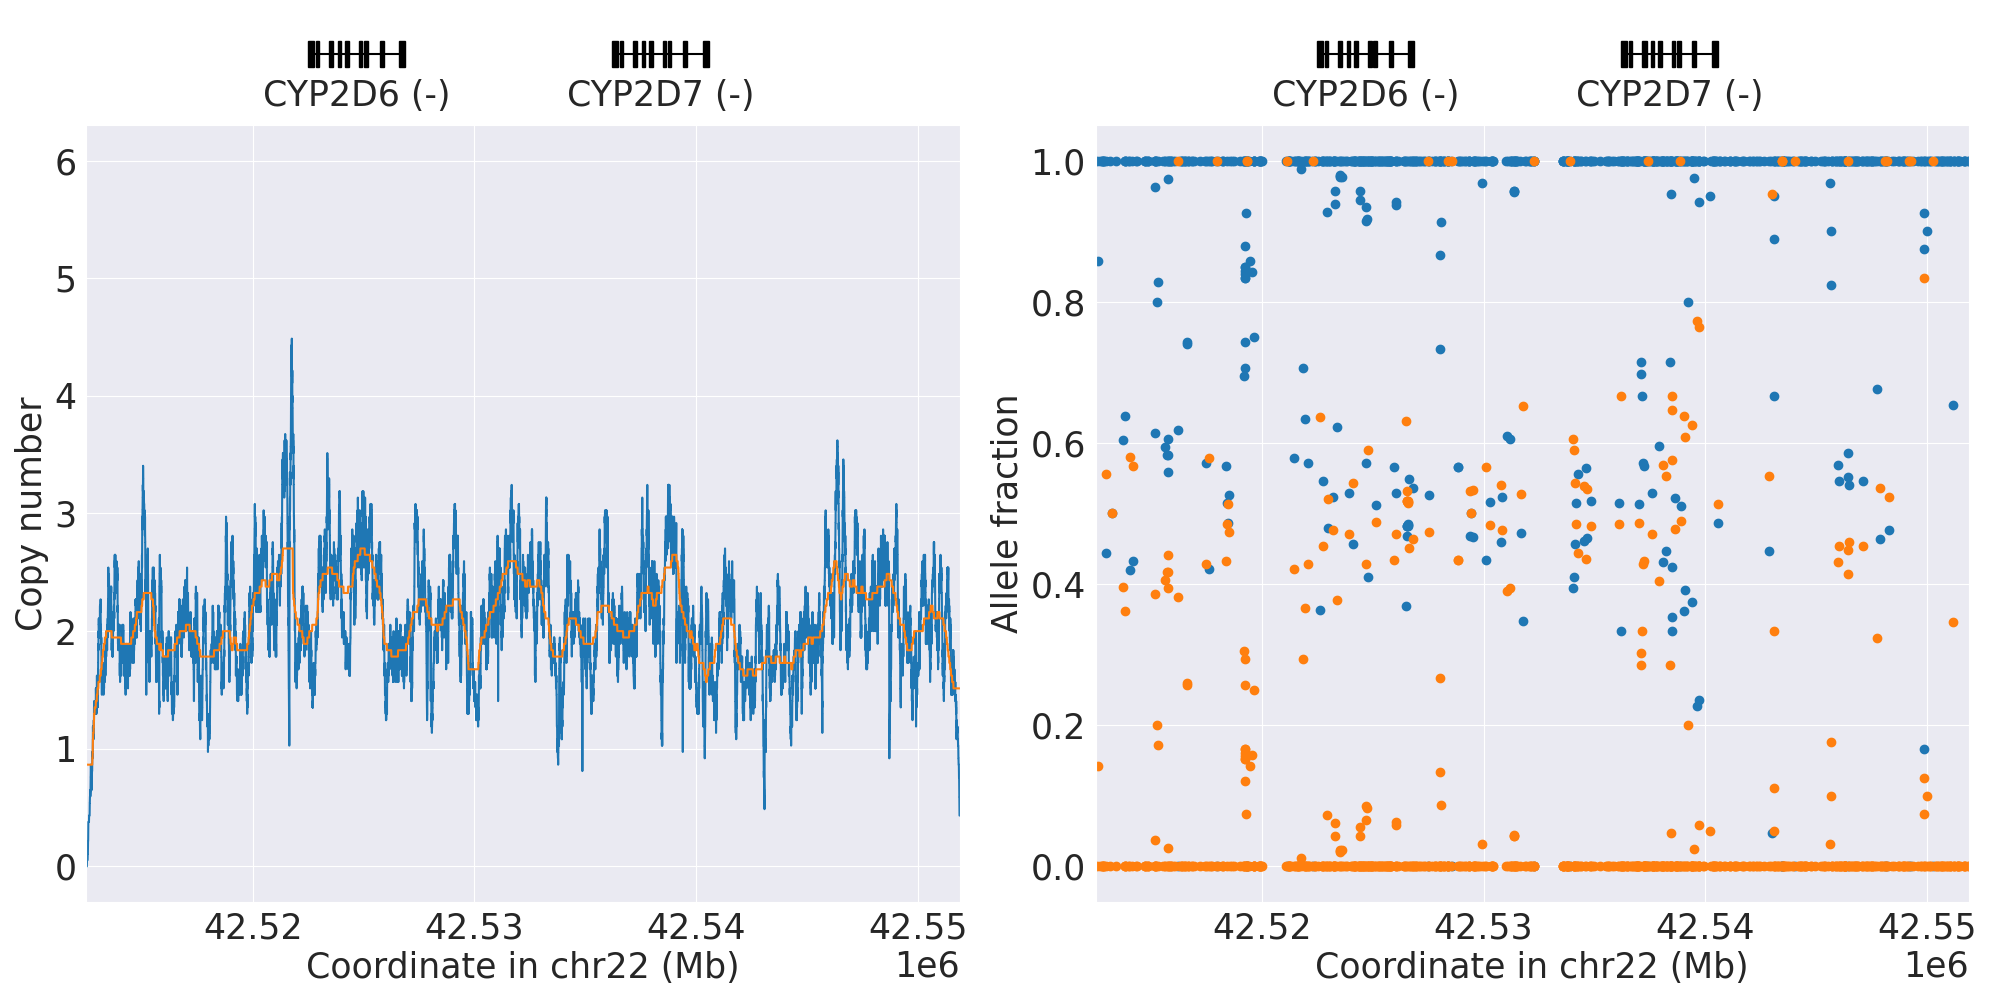 CYP2D6 (-) CYP2D7 (-)
6
5
4
3
2
1
0
Copy number
42.52 42.53 42.54 42.55
Coordinate in chr22 (Mb) 1e6
CYP2D6 (-) CYP2D7 (-)
1.0
0.8
0.6
0.4
0.2
0.0
Allele fraction
42.52 42.53 42.54 42.55
Coordinate in chr22 (Mb) 1e6